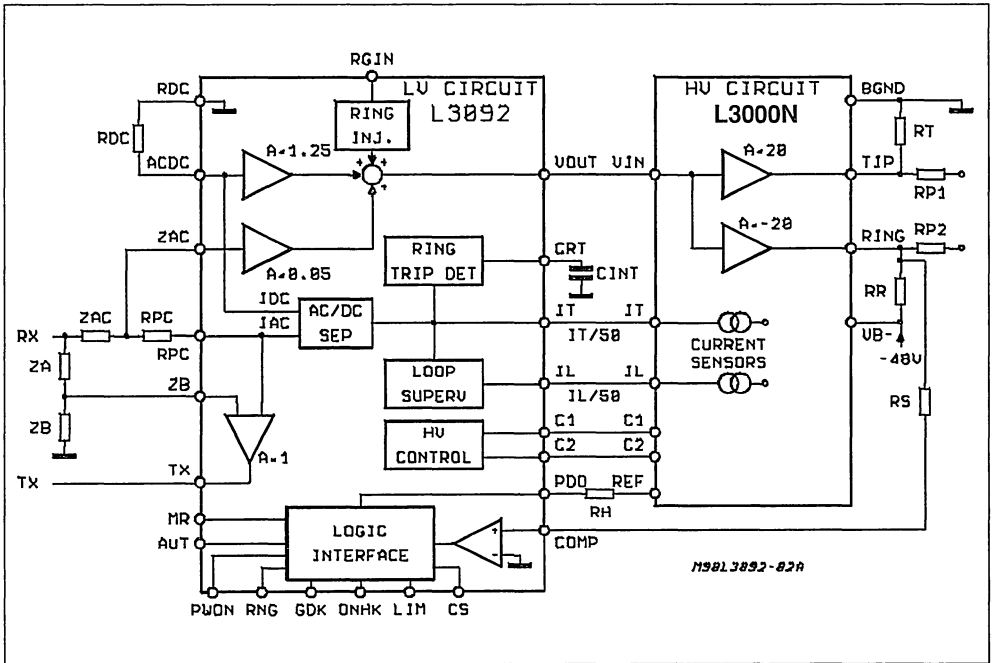 RGIN
RDC
LV CIRCUIT
L3092
HV CIRCUIT
L3000N
BGND
RING
INJ.
RDC
RT
ACDC
A=1.25
+ + +
VOUT VIN
A=20
TIP
RP1
ZAC
A=0.05
RING
TRIP DET
CRT
CINT
A=-20
RING
RP2
RR
IDC
IAC
AC/DC
SEP
IT IT
IT/50
CURRENT
SENSORS
VB-
-48V
RX
ZAC
RPC
RPC
ZA
LOOP
SUPERV
IL IL
IL/50
RS
ZB
ZB
HV
CONTROL
C1 C1
C2 C2
A=1
TX
TX
PDO REF
RH
MR
AUT
LOGIC
INTERFACE
+
-
COMP
M98L3092-02A
PWON RNG GDK ONHK LIM CS